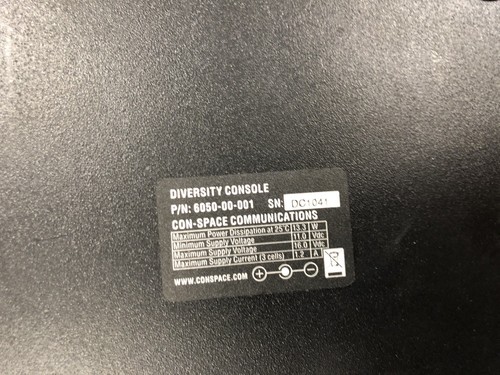 DIVERSITY CONSOLE
P/N: 6050-00-001 SN: DC1041
CON-SPACE COMMUNICATIONS
Maximum Power Dissipation at 25°C 13.3 W
Minimum Supply Voltage 11.0 Vdc
Maximum Supply Voltage 16.0 Vdc
Maximum Supply Current (3 cells) 1.2 A
WWW.CONSPACE.COM